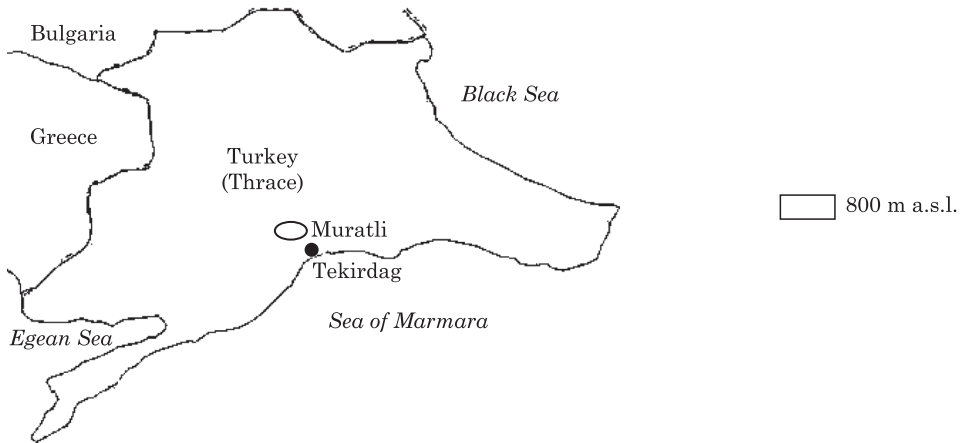 Bulgaria
Black Sea
Greece
Turkey
(Thrace)
800 m a.s.l.
Muratli
Tekirdag
Sea of Marmara
Egean Sea